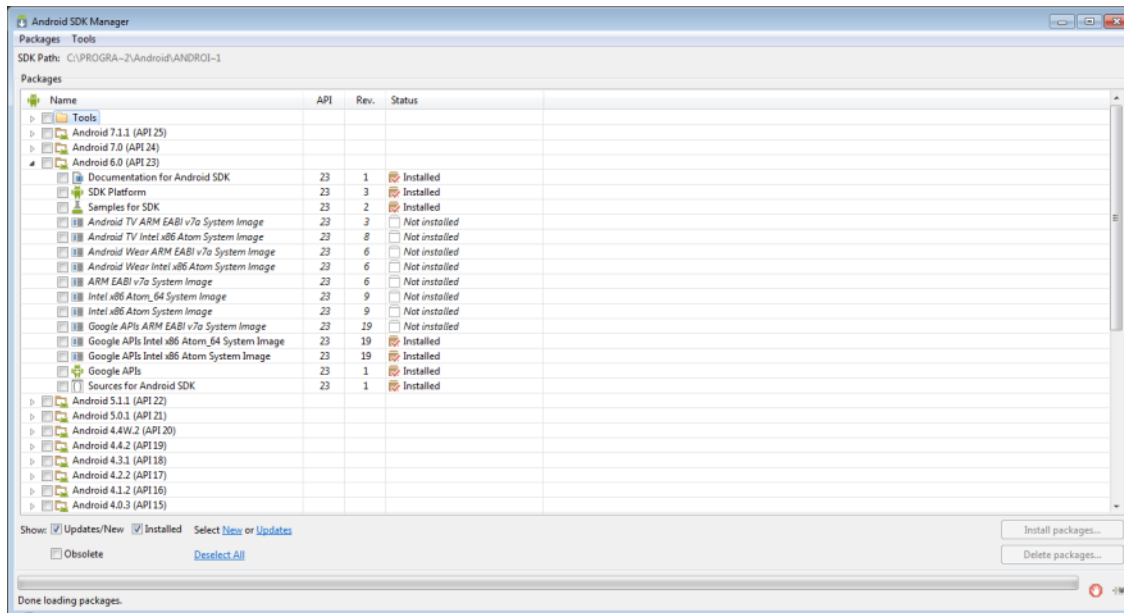 Android SDK Manager
Packages Tools
SDK Path: C:\PROGRA~2\Android\ANDROI~1
Packages
Name API Rev. Status
Tools
Android 7.1.1 (API 25)
Android 7.0 (API 24)
Android 6.0 (API 23)
Documentation for Android SDK 23 1 Installed
SDK Platform 23 3 Installed
Samples for SDK 23 2 Installed
Android TV ARM EABI v7a System Image 23 3 Not installed
Android TV Intel x86 Atom System Image 23 8 Not installed
Android Wear ARM EABI v7a System Image 23 6 Not installed
Android Wear Intel x86 Atom System Image 23 6 Not installed
ARM EABI v7a System Image 23 6 Not installed
Intel x86 Atom_64 System Image 23 9 Not installed
Intel x86 Atom System Image 23 9 Not installed
Google APIs ARM EABI v7a System Image 23 19 Not installed
Google APIs Intel x86 Atom_64 System Image 23 19 Installed
Google APIs Intel x86 Atom System Image 23 19 Installed
Google APIs 23 1 Installed
Sources for Android SDK 23 1 Installed
Android 5.1.1 (API 22)
Android 5.0.1 (API 21)
Android 4.4W.2 (API 20)
Android 4.4.2 (API 19)
Android 4.3.1 (API 18)
Android 4.2.2 (API 17)
Android 4.1.2 (API 16)
Android 4.0.3 (API 15)
Show: Updates/New Installed Select New or Updates Install packages...
Obsolete Deselect All Delete packages...
Done loading packages.